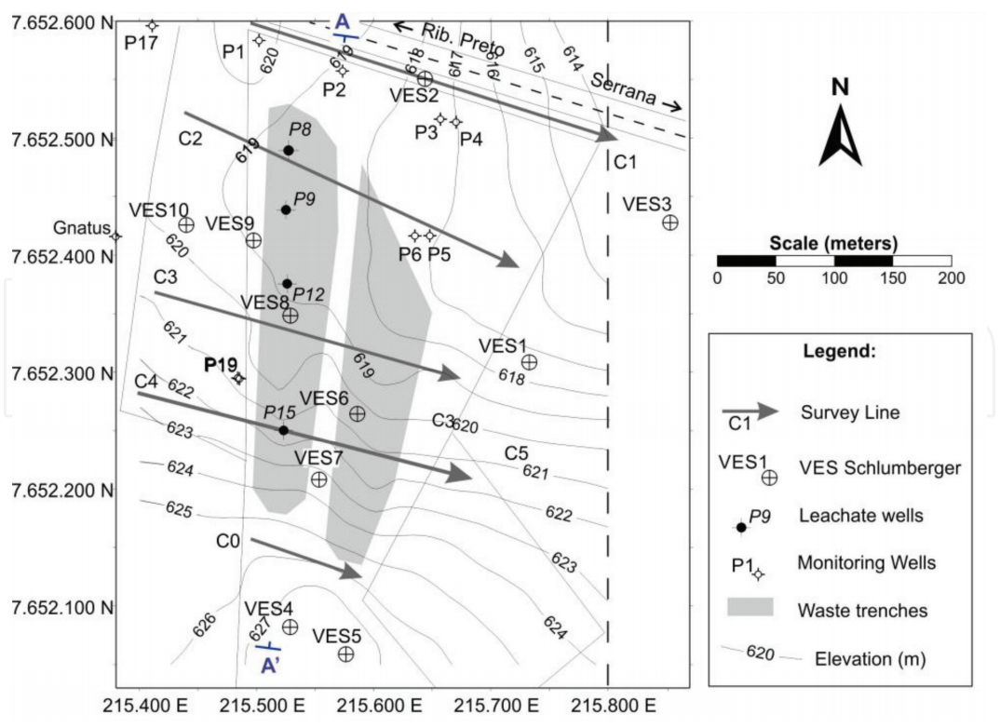 7.652.600 N
7.652.500 N
7.652.400 N
7.652.300 N
7.652.200 N
7.652.100 N
215.400 E
215.500 E
215.600 E
215.700 E
215.800 E
P17
P1
620
A
619
P2
618
617
616
615
614
Rib. Preto
Serrana
VES2
P3
P4
C1
C2
619
P8
P9
VES3
VES10
VES9
Gnatus
P6
P5
620
C3
P12
VES8
621
P19
619
VES1
618
C4
622
P15
VES6
C3
620
623
C5
621
VES7
624
622
625
C0
623
VES4
626
627
VES5
624
A'
N
Scale (meters)
0 50 100 150 200
Legend:
C1 Survey Line
VES1 VES Schlumberger
P9 Leachate wells
P1 Monitoring Wells
Waste trenches
620 Elevation (m)